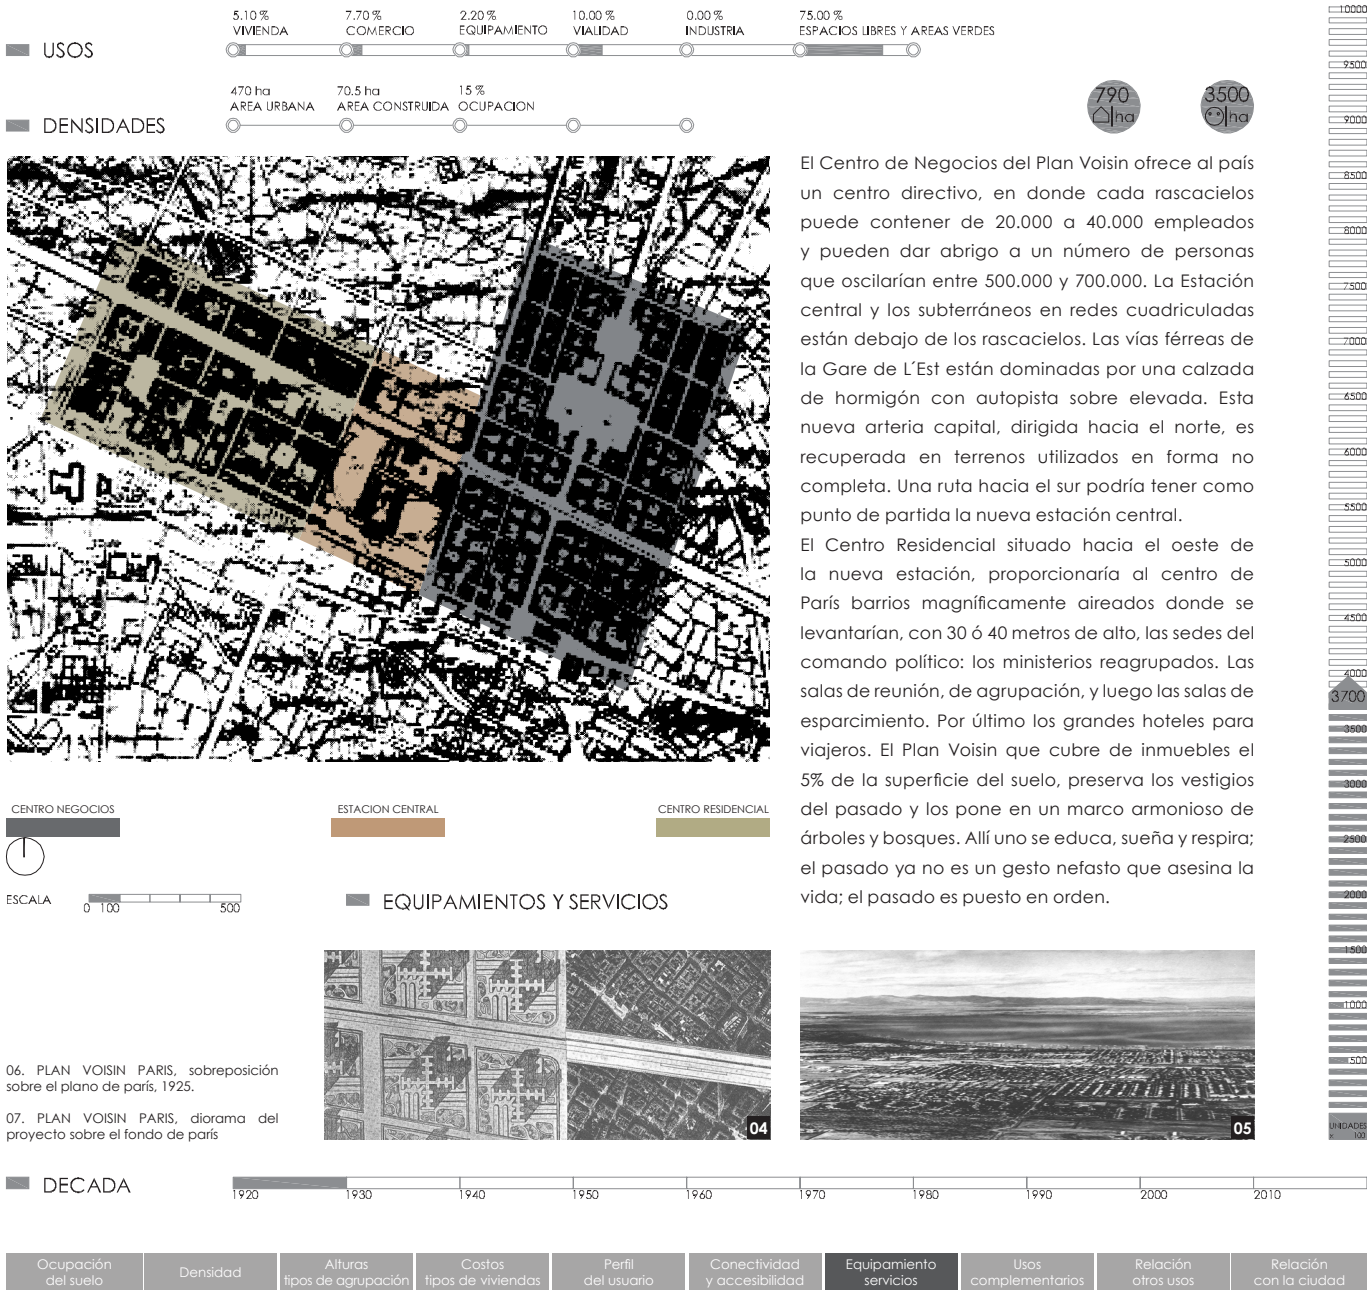 5.10 %
VIVIENDA
7.70 %
COMERCIO
2.20 %
EQUIPAMIENTO
10.00 %
VIALIDAD
0.00 %
INDUSTRIA
75.00 %
ESPACIOS LIBRES Y AREAS VERDES
USOS
470 ha
AREA URBANA
70.5 ha
AREA CONSTRUIDA
15 %
OCUPACION
DENSIDADES
790
ha
3500
ha
El Centro de Negocios del Plan Voisin ofrece al país
un centro directivo, en donde cada rascacielos
puede contener de 20.000 a 40.000 empleados
y pueden dar abrigo a un número de personas
que oscilarían entre 500.000 y 700.000. La Estación
central y los subterráneos en redes cuadriculadas
están debajo de los rascacielos. Las vías férreas de
la Gare de L´Est están dominadas por una calzada
de hormigón con autopista sobre elevada. Esta
nueva arteria capital, dirigida hacia el norte, es
recuperada en terrenos utilizados en forma no
completa. Una ruta hacia el sur podría tener como
punto de partida la nueva estación central.
El Centro Residencial situado hacia el oeste de
la nueva estación, proporcionaría al centro de
París barrios magníficamente aireados donde se
levantarían, con 30 ó 40 metros de alto, las sedes del
comando político: los ministerios reagrupados. Las
salas de reunión, de agrupación, y luego las salas de
esparcimiento. Por último los grandes hoteles para
viajeros. El Plan Voisin que cubre de inmuebles el
5% de la superficie del suelo, preserva los vestigios
del pasado y los pone en un marco armonioso de
árboles y bosques. Allí uno se educa, sueña y respira;
el pasado ya no es un gesto nefasto que asesina la
vida; el pasado es puesto en orden.
10000
9500
9000
8500
8000
7500
7000
6500
6000
5500
5000
4500
4000
3700
3500
3000
2500
2000
1500
1000
500
UNIDADES
x 100
CENTRO NEGOCIOS
ESTACION CENTRAL
CENTRO RESIDENCIAL
ESCALA
0 100 500
EQUIPAMIENTOS Y SERVICIOS
04
05
06. PLAN VOISIN PARIS, sobreposición
sobre el plano de parís, 1925.
07. PLAN VOISIN PARIS, diorama del
proyecto sobre el fondo de parís
DECADA
1920 1930 1940 1950 1960 1970 1980 1990 2000 2010
Ocupación
del suelo
Densidad
Alturas
tipos de agrupación
Costos
tipos de viviendas
Perfil
del usuario
Conectividad
y accesibilidad
Equipamiento
servicios
Usos
complementarios
Relación
otros usos
Relación
con la ciudad